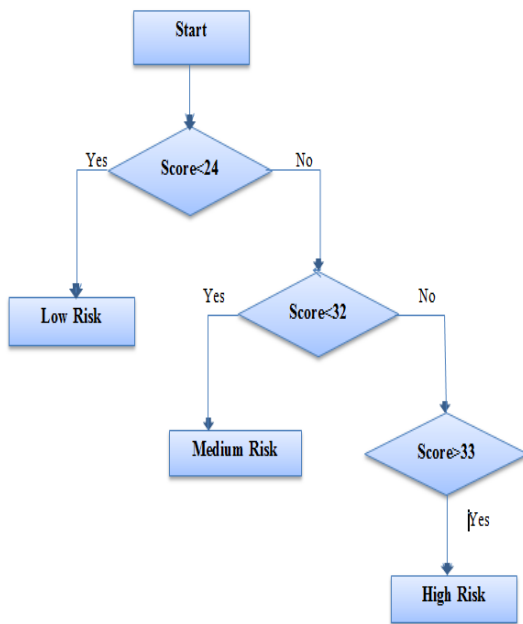 Start
Yes
Score<24
No
Low Risk
Yes
Score<32
No
Medium Risk
Score>33
Yes
High Risk